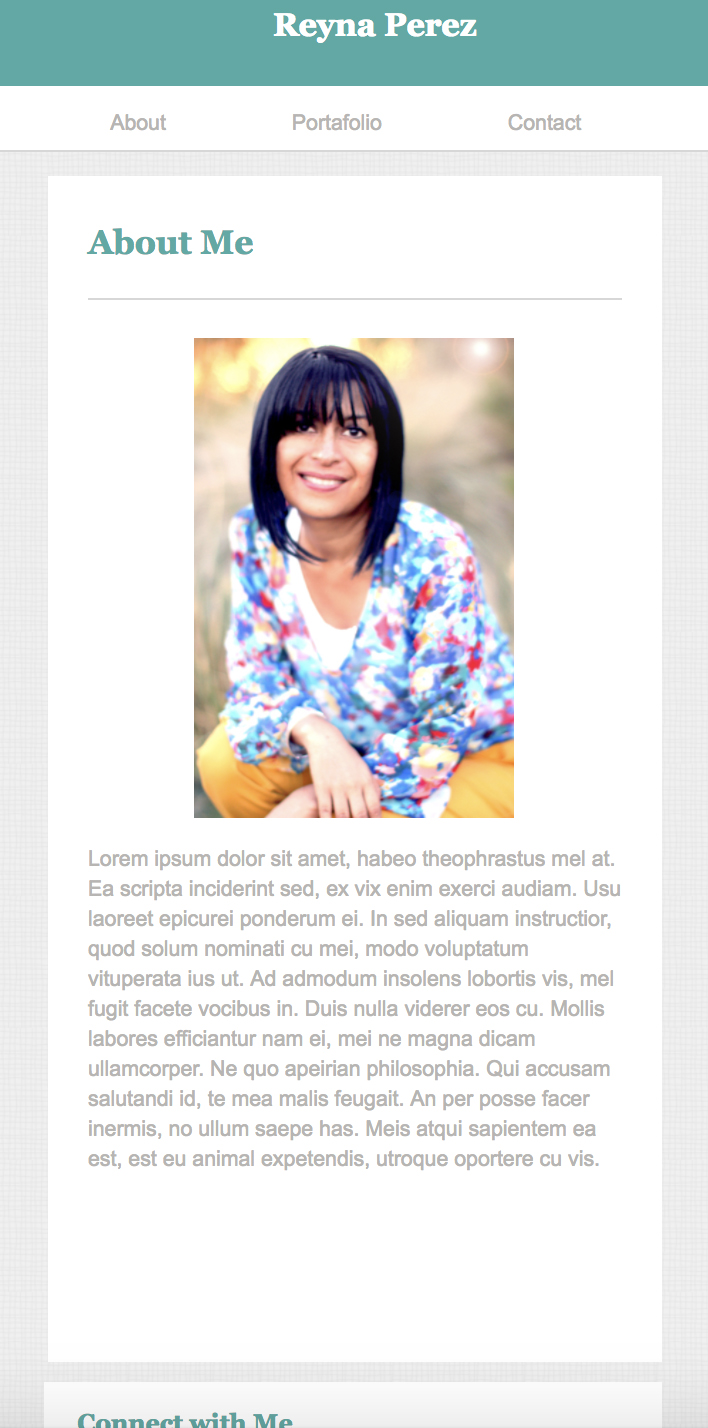 Reyna Perez
About
Portafolio
Contact
About Me
Lorem ipsum dolor sit amet, habeo theophrastus mel at.
Ea scripta inciderint sed, ex vix enim exerci audiam. Usu
laoreet epicurei ponderum ei. In sed aliquam instructior,
quod solum nominati cu mei, modo voluptatum
vituperata ius ut. Ad admodum insolens lobortis vis, mel
fugit facete vocibus in. Duis nulla viderer eos cu. Mollis
labores efficiantur nam ei, mei ne magna dicam
ullamcorper. Ne quo apeirian philosophia. Qui accusam
salutandi id, te mea malis feugait. An per posse facer
inermis, no ullum saepe has. Meis atqui sapientem ea
est, est eu animal expetendis, utroque oportere cu vis.
Connect with Me